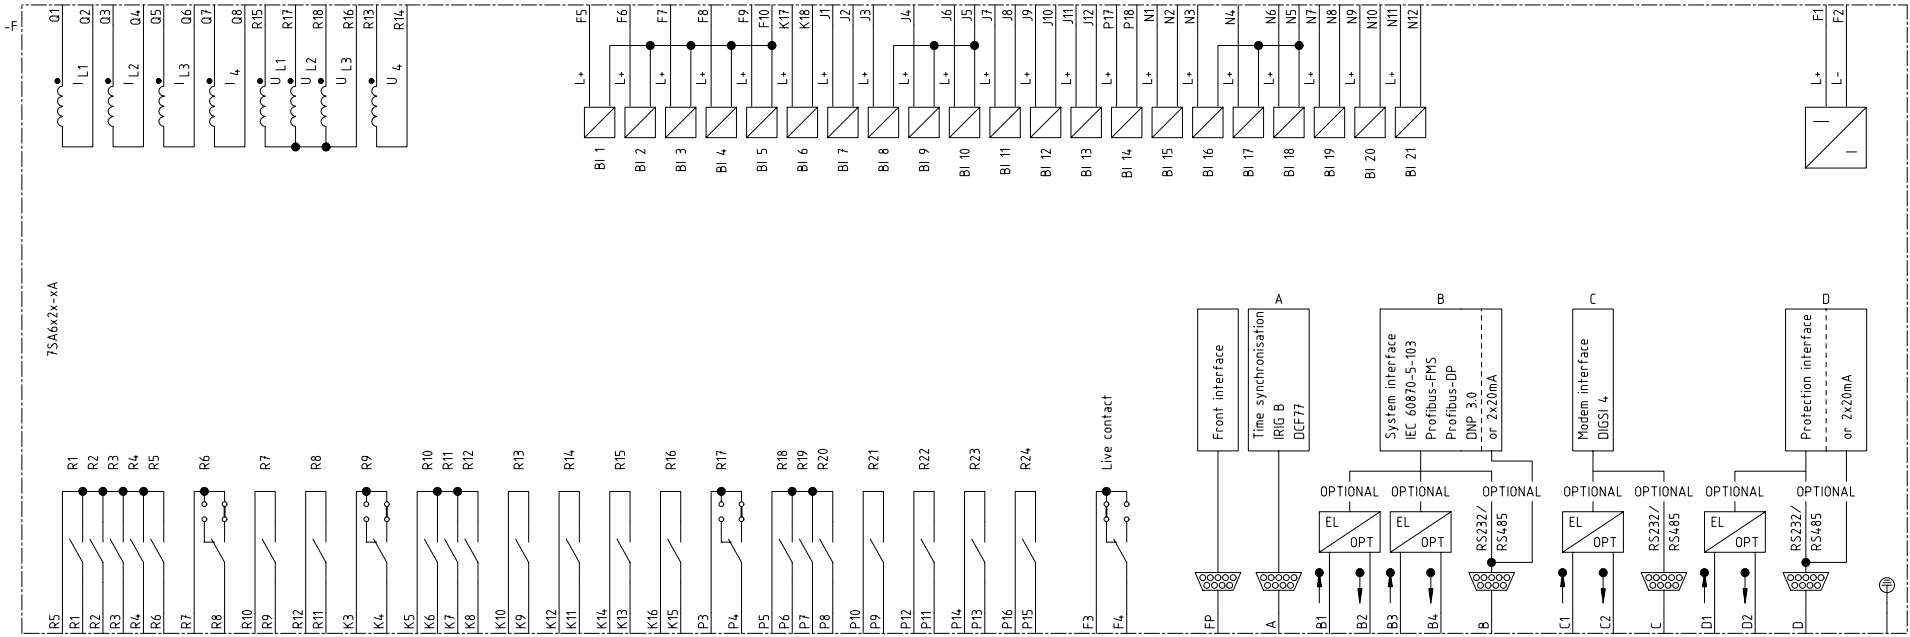 -F
Q1 Q2 Q3 Q4 Q5 Q6 Q7 Q8 R15 R17 R18 R16 R13 R14
F5 F6 F7 F8 F9 F10 K17 K18 J1 J2 J3 J4 J6 J5 J7 J8 J9 J10 J11 J12 P17 P18 N1 N2 N3 N4 N6 N5 N7 N8 N9 N10 N11 N12
F1 F2
I L1
I L2
I L3
I 4
U L1
U L2
U L3
U 4
L+ L+ L+ L+ L+ L+ L+ L+ L+ L+ L+ L+ L+ L+ L+ L+ L+ L+ L+ L+ L+
L+ L-
BI 1
BI 2
BI 3
BI 4
BI 5
BI 6
BI 7
BI 8
BI 9
BI 10
BI 11
BI 12
BI 13
BI 14
BI 15
BI 16
BI 17
BI 18
BI 19
BI 20
BI 21
7SA6x2x-xA
A
B
C
D
Front interface
Time synchronisation
IRIG B
DCF77
System interface
IEC 60870-5-103
Profibus-FMS
Profibus-DP
DNP 3.0
or 2x20mA
Modem interface
DIGSI 4
Protection interface
or 2x20mA
R1 R2 R3 R4 R5 R6 R7 R8 R9 R10 R11 R12 R13 R14 R15 R16 R17 R18 R19 R20 R21 R22 R23 R24
Live contact
OPTIONAL OPTIONAL OPTIONAL OPTIONAL OPTIONAL OPTIONAL OPTIONAL
EL
OPT
EL
OPT
RS232/
RS485
EL
OPT
RS232/
RS485
EL
OPT
RS232/
RS485
R5 R1 R2 R3 R4 R6 R7 R8 R10 R9 R12 R11 K3 K4 K5 K6 K7 K8 K10 K9 K12 K11 K14 K13 K16 K15 P3 P4 P5 P6 P7 P8 P10 P9 P12 P11 P14 P13 P16 P15 F3 F4 FP A B1 B2 B3 B4 B C1 C2 C D1 D2 D